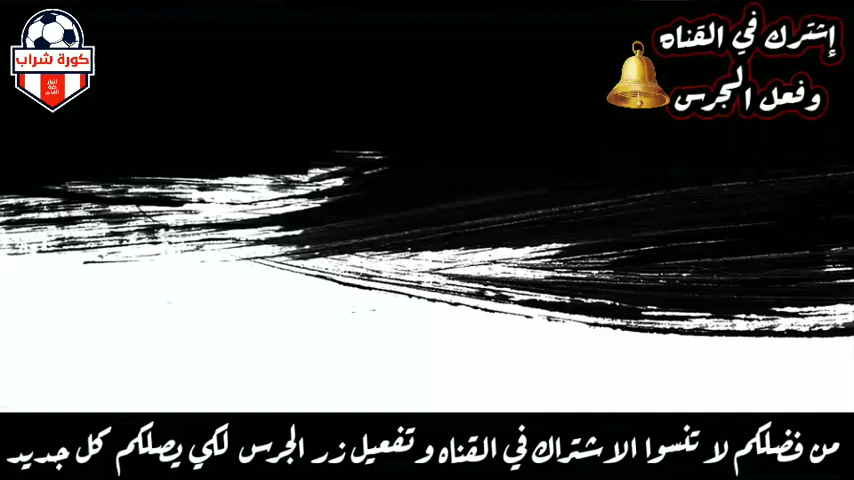 إشترك في القناه
وفعل الجرس
كورة شراب
من فضلكم لا تنسوا الاشتراك في القناه و تفعيل زر الجرس لكي يصلكم كل جديد